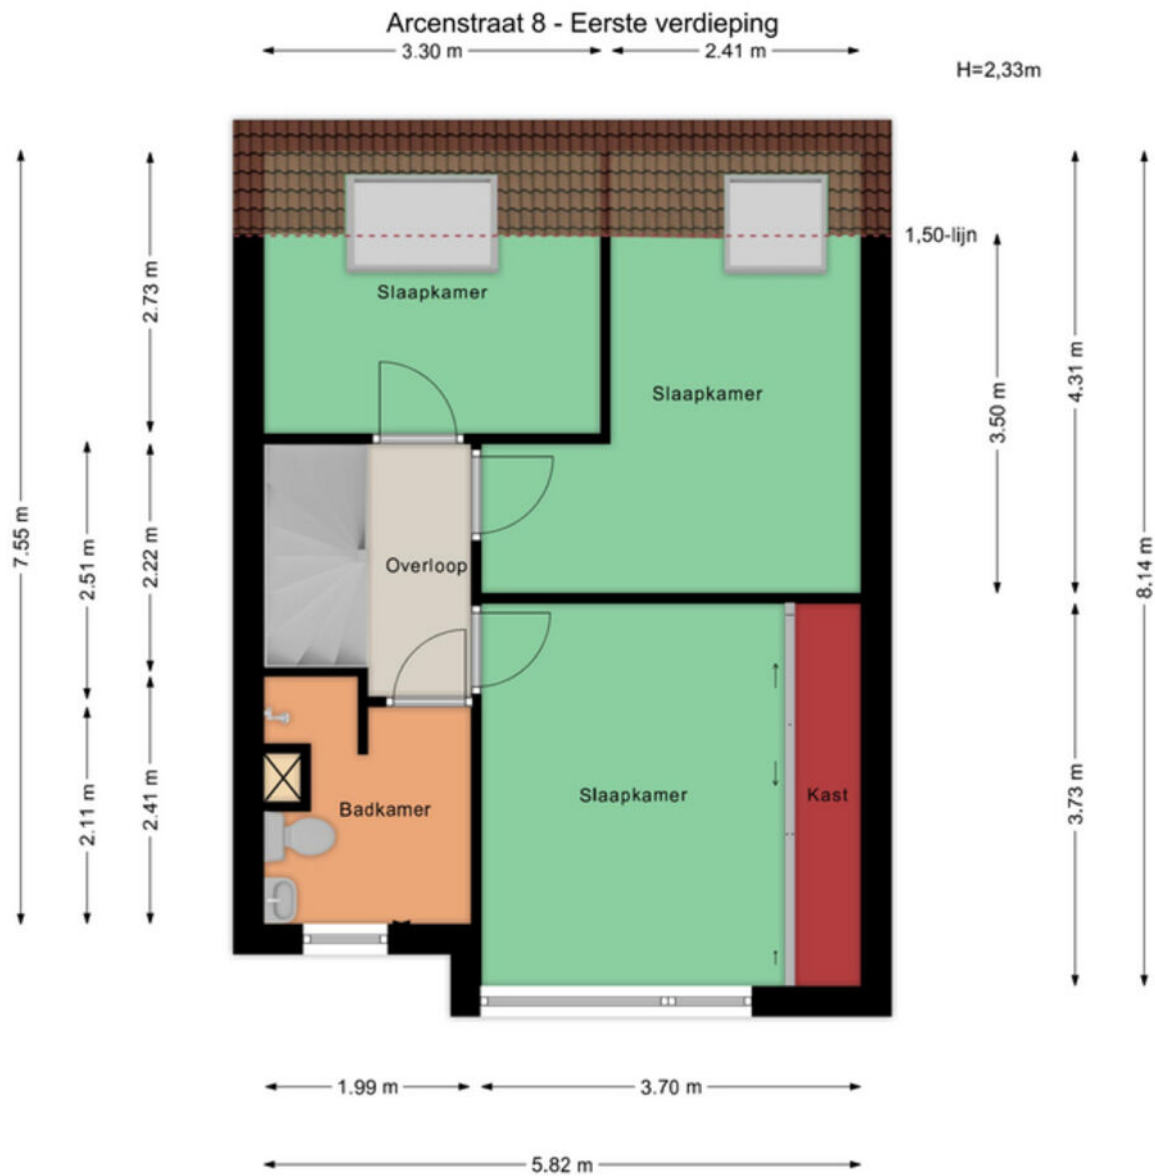 Arcenstraat 8 - Eerste verdieping
3.30 m
2.41 m
H=2,33m
1,50-lijn
2.73 m
Slaapkamer
Slaapkamer
4.31 m
3.50 m
7.55 m
2.51 m
2.22 m
Overloop
8.14 m
Slaapkamer
Kast
Badkamer
2.11 m
2.41 m
3.73 m
1.99 m
3.70 m
5.82 m